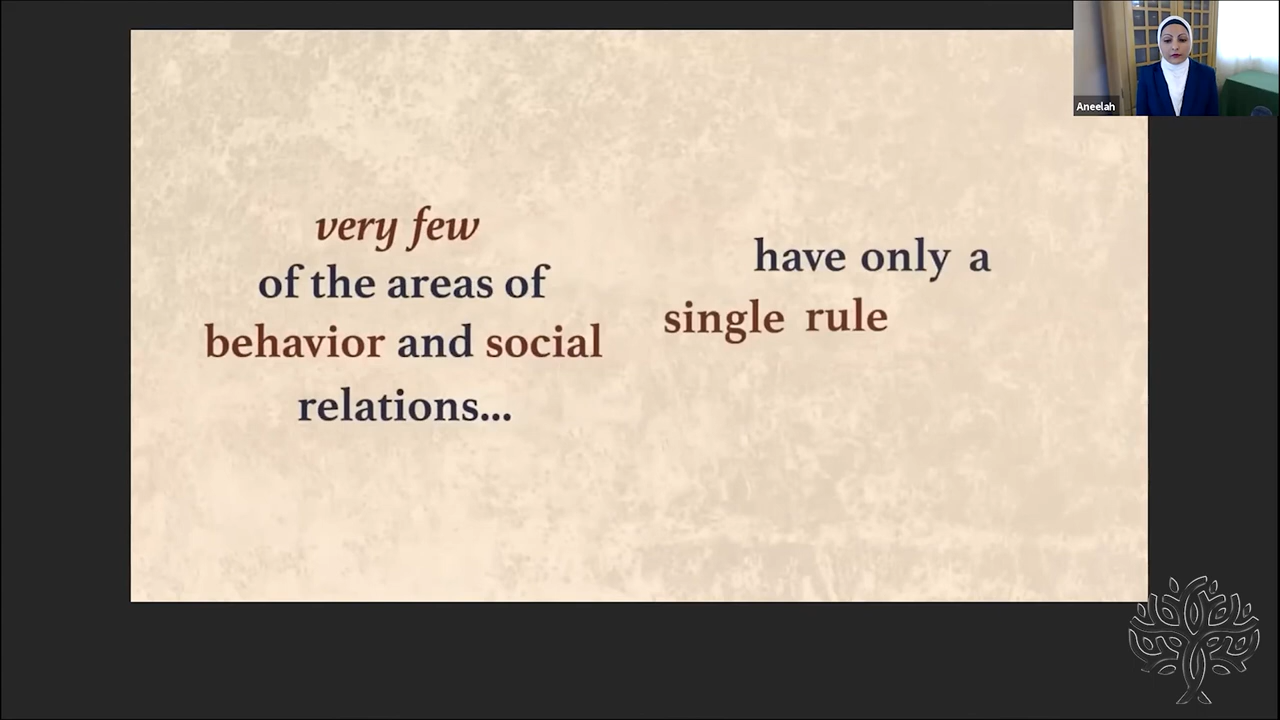 very few
of the areas of
behavior and social
relations...
have only a
single rule
Aneelah